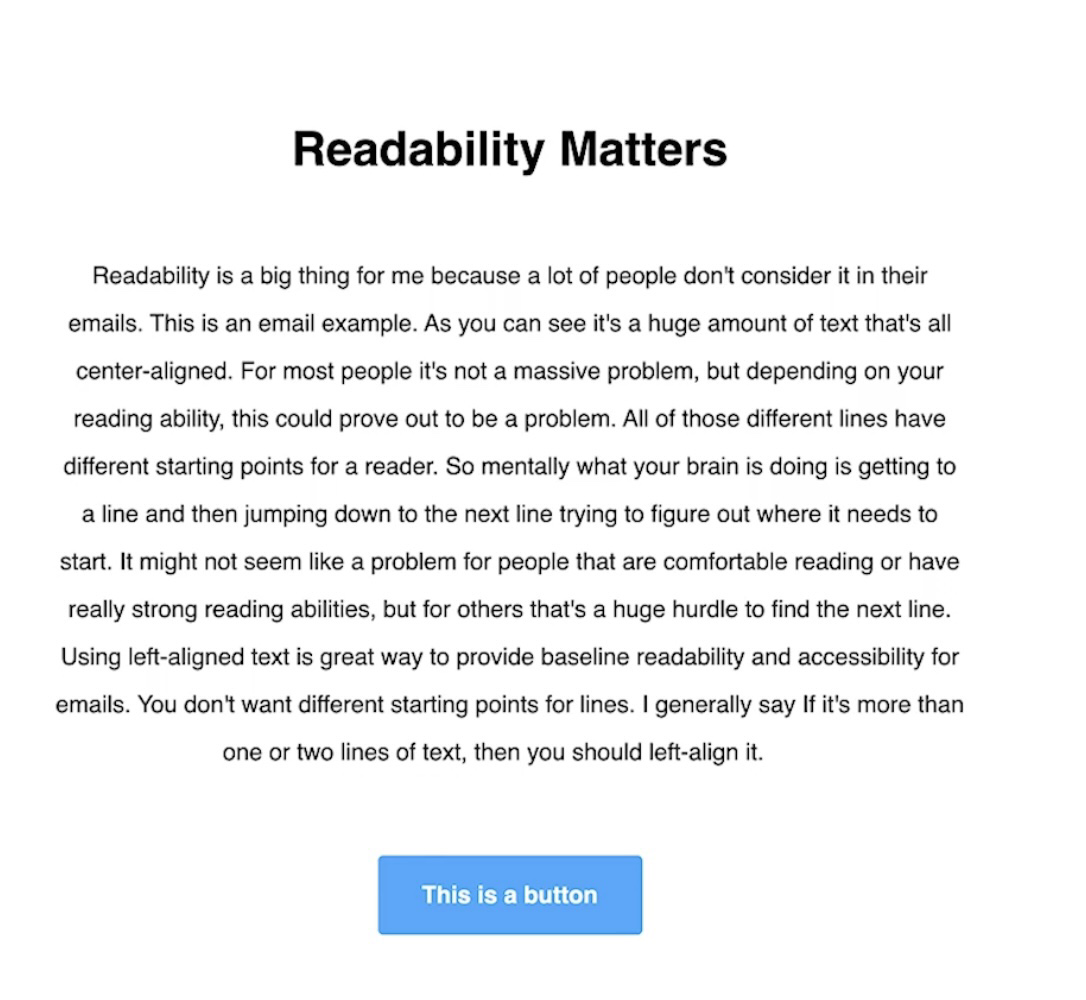 Readability Matters
Readability is a big thing for me because a lot of people don't consider it in their
emails. This is an email example. As you can see it's a huge amount of text that's all
center-aligned. For most people it's not a massive problem, but depending on your
reading ability, this could prove out to be a problem. All of those different lines have
different starting points for a reader. So mentally what your brain is doing is getting to
a line and then jumping down to the next line trying to figure out where it needs to
start. It might not seem like a problem for people that are comfortable reading or have
really strong reading abilities, but for others that's a huge hurdle to find the next line.
Using left-aligned text is great way to provide baseline readability and accessibility for
emails. You don't want different starting points for lines. I generally say If it's more than
one or two lines of text, then you should left-align it.
This is a button